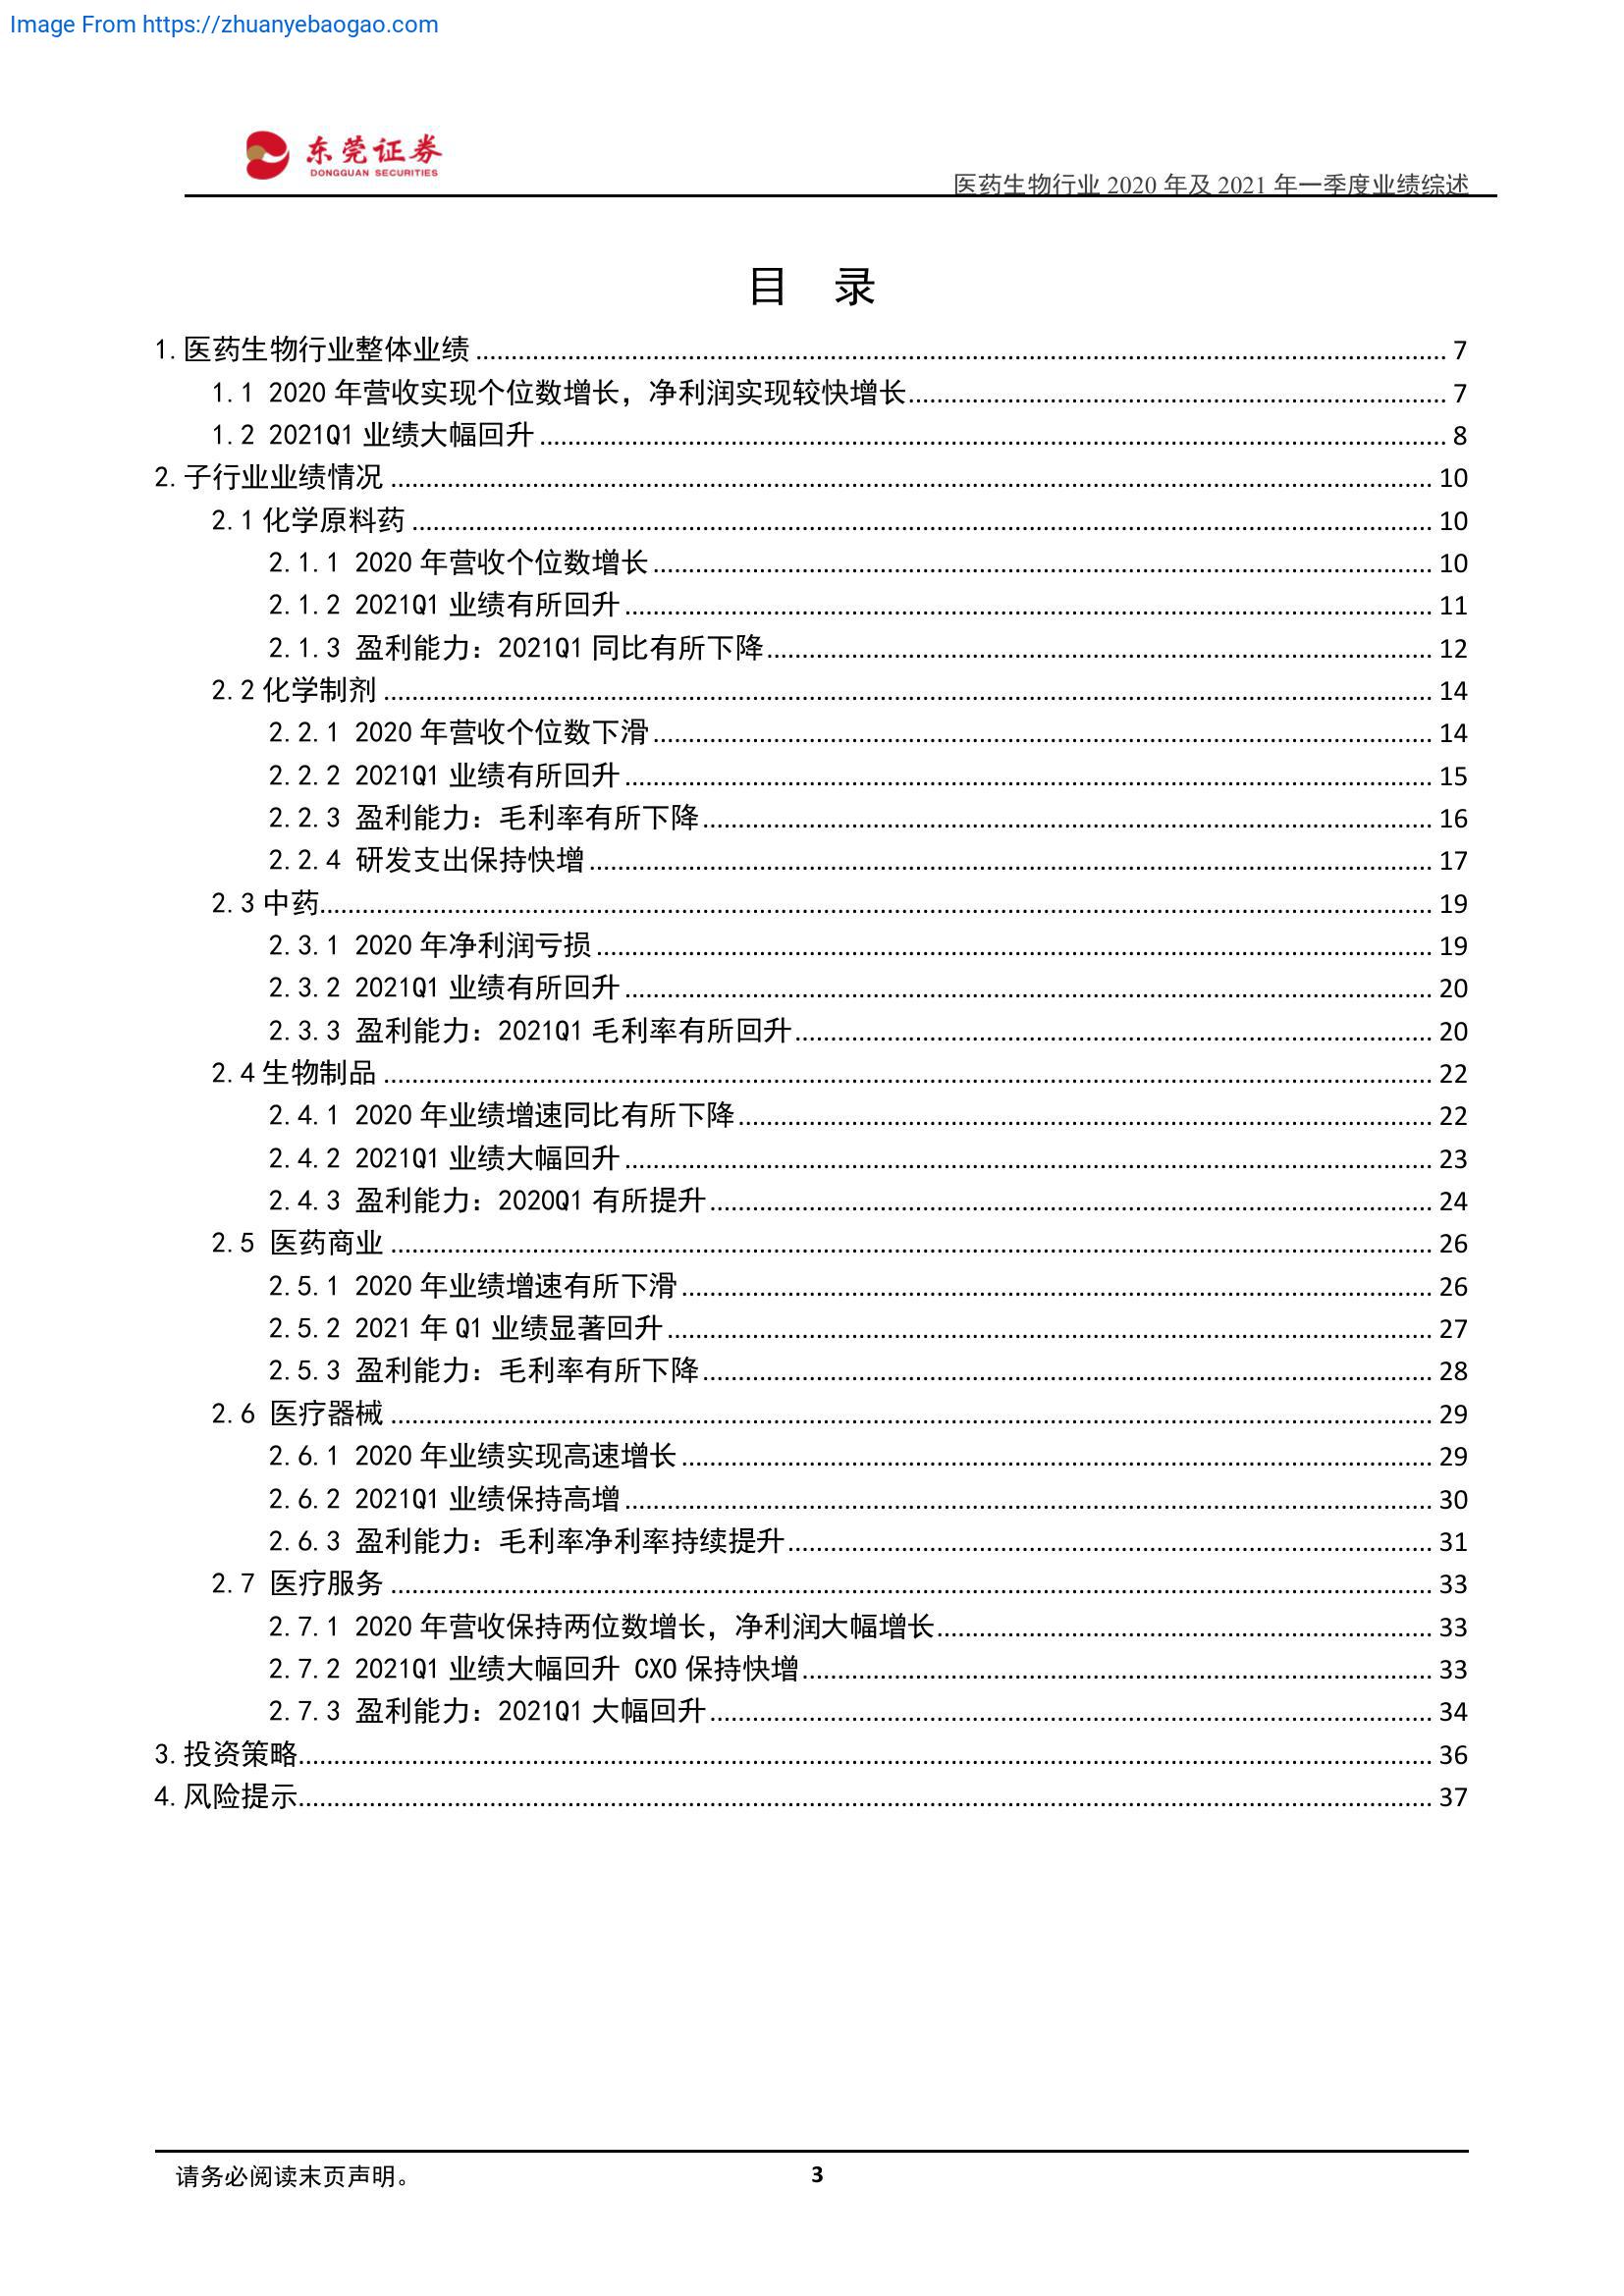 Image From https://zhuanyebaogao.com
东莞证券
DONGGUAN SECURITIES
医药生物行业 2020 年及 2021 年一季度业绩综述
目 录
1.医药生物行业整体业绩 ........ 7
1.1 2020 年营收实现个位数增长，净利润实现较快增长 ........ 7
1.2 2021Q1 业绩大幅回升 ........ 8
2.子行业业绩情况 ........ 10
2.1 化学原料药 ........ 10
2.1.1 2020 年营收个位数增长 ........ 10
2.1.2 2021Q1 业绩有所回升 ........ 11
2.1.3 盈利能力：2021Q1 同比有所下降 ........ 12
2.2 化学制剂 ........ 14
2.2.1 2020 年营收个位数下滑 ........ 14
2.2.2 2021Q1 业绩有所回升 ........ 15
2.2.3 盈利能力：毛利率有所下降 ........ 16
2.2.4 研发支出保持快增 ........ 17
2.3 中药 ........ 19
2.3.1 2020 年净利润亏损 ........ 19
2.3.2 2021Q1 业绩有所回升 ........ 20
2.3.3 盈利能力：2021Q1 毛利率有所回升 ........ 20
2.4 生物制品 ........ 22
2.4.1 2020 年业绩增速同比有所下降 ........ 22
2.4.2 2021Q1 业绩大幅回升 ........ 23
2.4.3 盈利能力：2020Q1 有所提升 ........ 24
2.5 医药商业 ........ 26
2.5.1 2020 年业绩增速有所下滑 ........ 26
2.5.2 2021 年 Q1 业绩显著回升 ........ 27
2.5.3 盈利能力：毛利率有所下降 ........ 28
2.6 医疗器械 ........ 29
2.6.1 2020 年业绩实现高速增长 ........ 29
2.6.2 2021Q1 业绩保持高增 ........ 30
2.6.3 盈利能力：毛利率净利率持续提升 ........ 31
2.7 医疗服务 ........ 33
2.7.1 2020 年营收保持两位数增长，净利润大幅增长 ........ 33
2.7.2 2021Q1 业绩大幅回升 CXO 保持快增 ........ 33
2.7.3 盈利能力：2021Q1 大幅回升 ........ 34
3.投资策略 ........ 36
4.风险提示 ........ 37
请务必阅读末页声明。
3